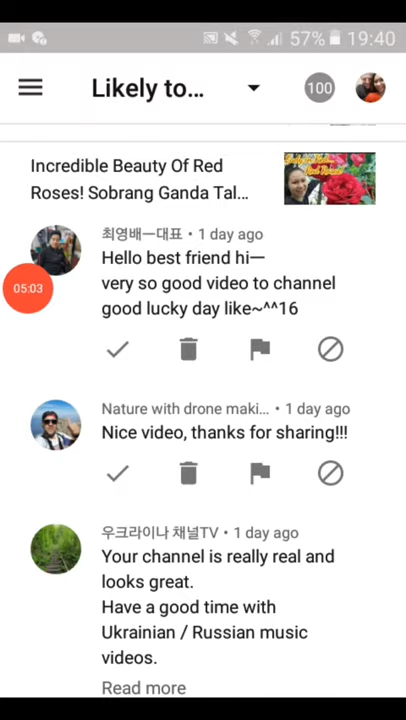 57% 19:40
Likely to...
100
Incredible Beauty Of Red
Roses! Sobrang Ganda Tal...
최영배一대표 • 1 day ago
Hello best friend hi一
very so good video to channel
good lucky day like~^^16
05:03
Nature with drone maki... • 1 day ago
Nice video, thanks for sharing!!!
우크라이나 채널TV • 1 day ago
Your channel is really real and
looks great.
Have a good time with
Ukrainian / Russian music
videos.
Read more